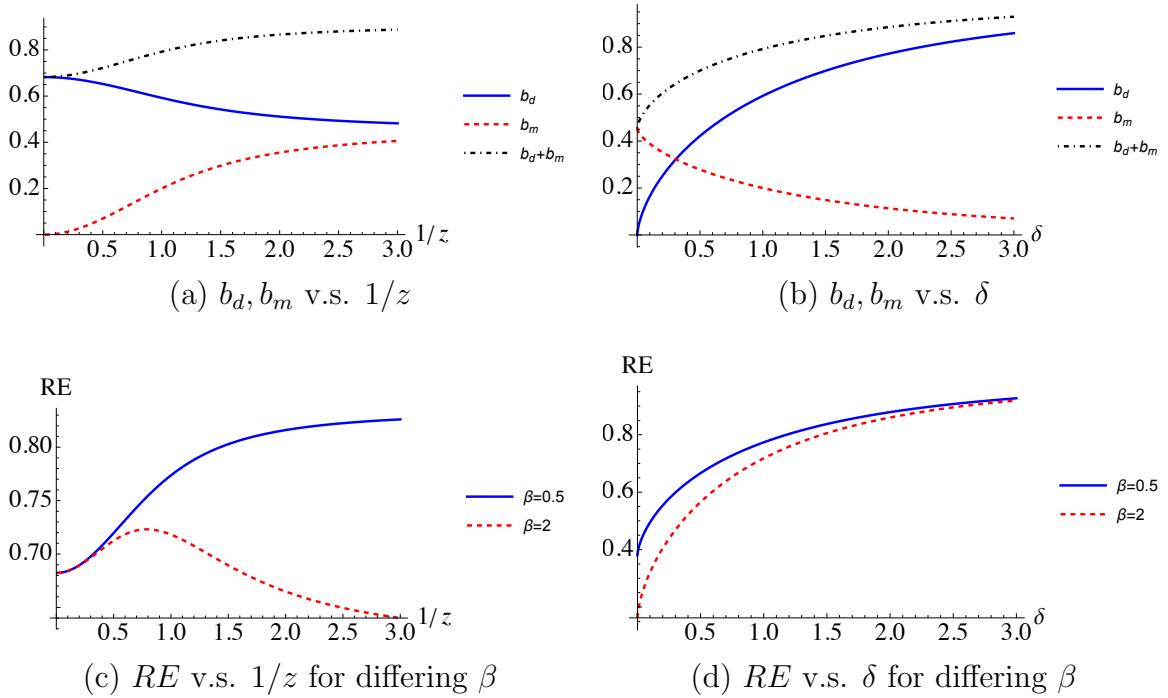 0.8
0.6
0.4
0.2
0.5 1.0 1.5 2.0 2.5 3.0
1/z
b_d
b_m
b_d+b_m
(a) b_d, b_m v.s. 1/z
0.8
0.6
0.4
0.2
0.5 1.0 1.5 2.0 2.5 3.0
δ
b_d
b_m
b_d+b_m
(b) b_d, b_m v.s. δ
RE
0.80
0.75
0.70
0.5 1.0 1.5 2.0 2.5 3.0
1/z
β=0.5
β=2
(c) RE v.s. 1/z for differing β
RE
0.8
0.6
0.4
0.5 1.0 1.5 2.0 2.5 3.0
δ
β=0.5
β=2
(d) RE v.s. δ for differing β